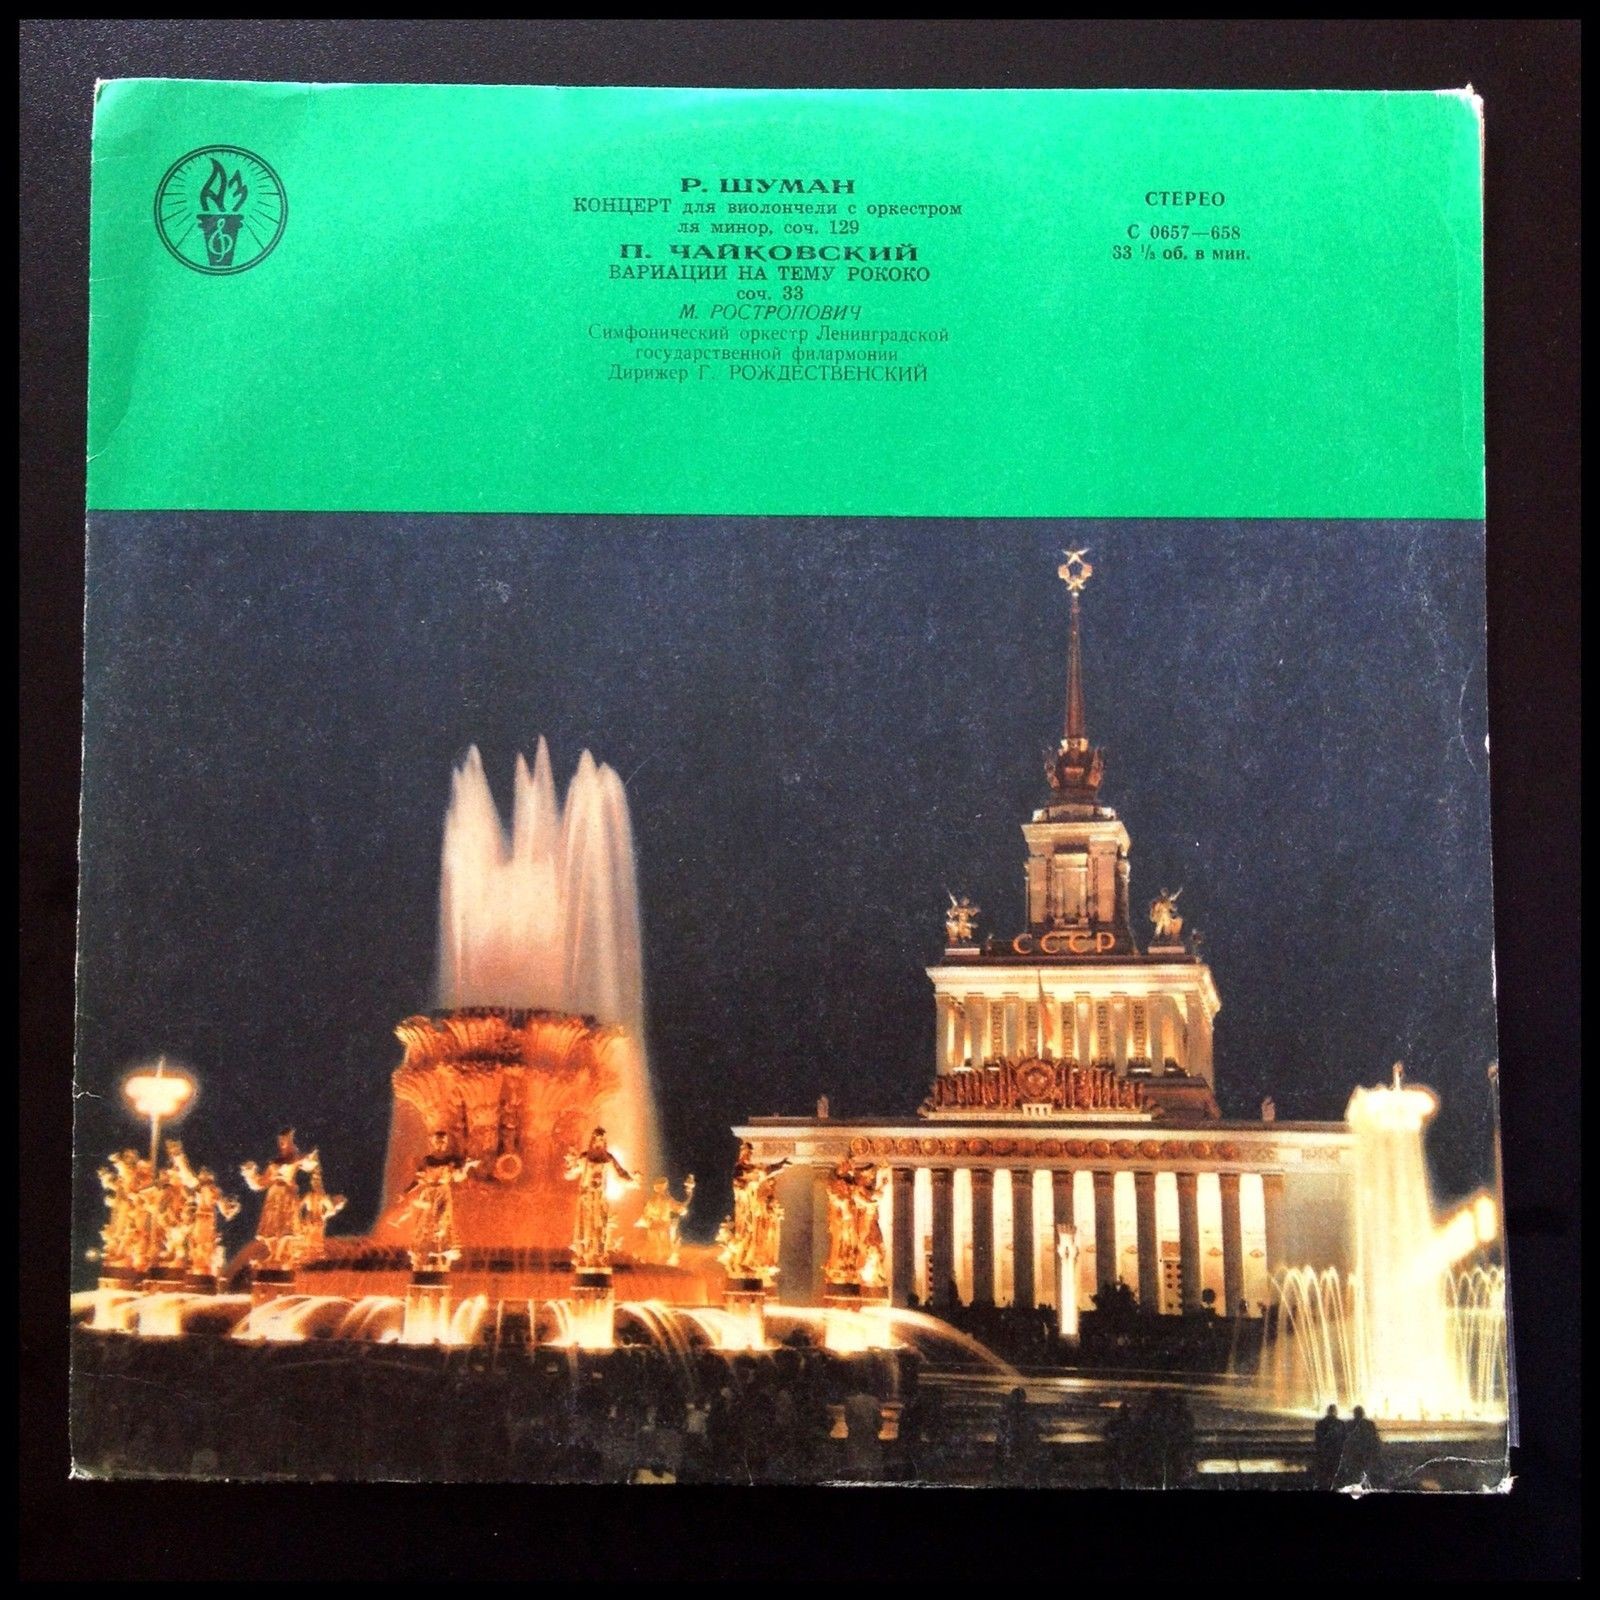 АЗ
Р. ШУМАН
КОНЦЕРТ для виолончели с оркестром
ля минор, соч. 129
П. ЧАЙКОВСКИЙ
ВАРИАЦИИ НА ТЕМУ РОКОКО
соч. 33
М. РОСТРОПОВИЧ
Симфонический оркестр Ленинградской
государственной филармонии
Дирижер Г. РОЖДЕСТВЕНСКИЙ
СТЕРЕО
С 0657—658
33 ⅓ об. в мин.
СССР